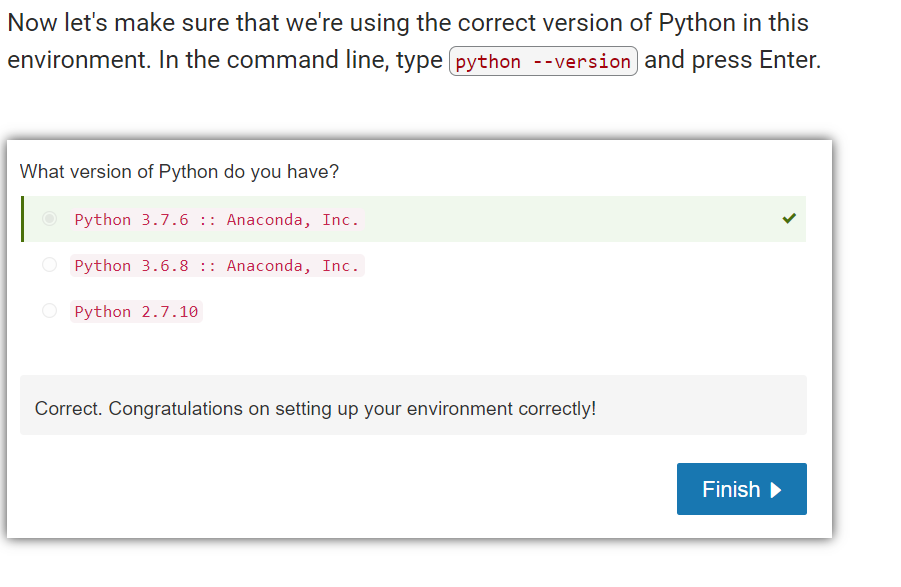 Now let's make sure that we're using the correct version of Python in this
environment. In the command line, type python --version and press Enter.
What version of Python do you have?
Python 3.7.6 :: Anaconda, Inc.
Python 3.6.8 :: Anaconda, Inc.
Python 2.7.10
Correct. Congratulations on setting up your environment correctly!
Finish